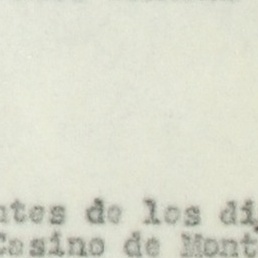 ntes de los di
Casino de Mont